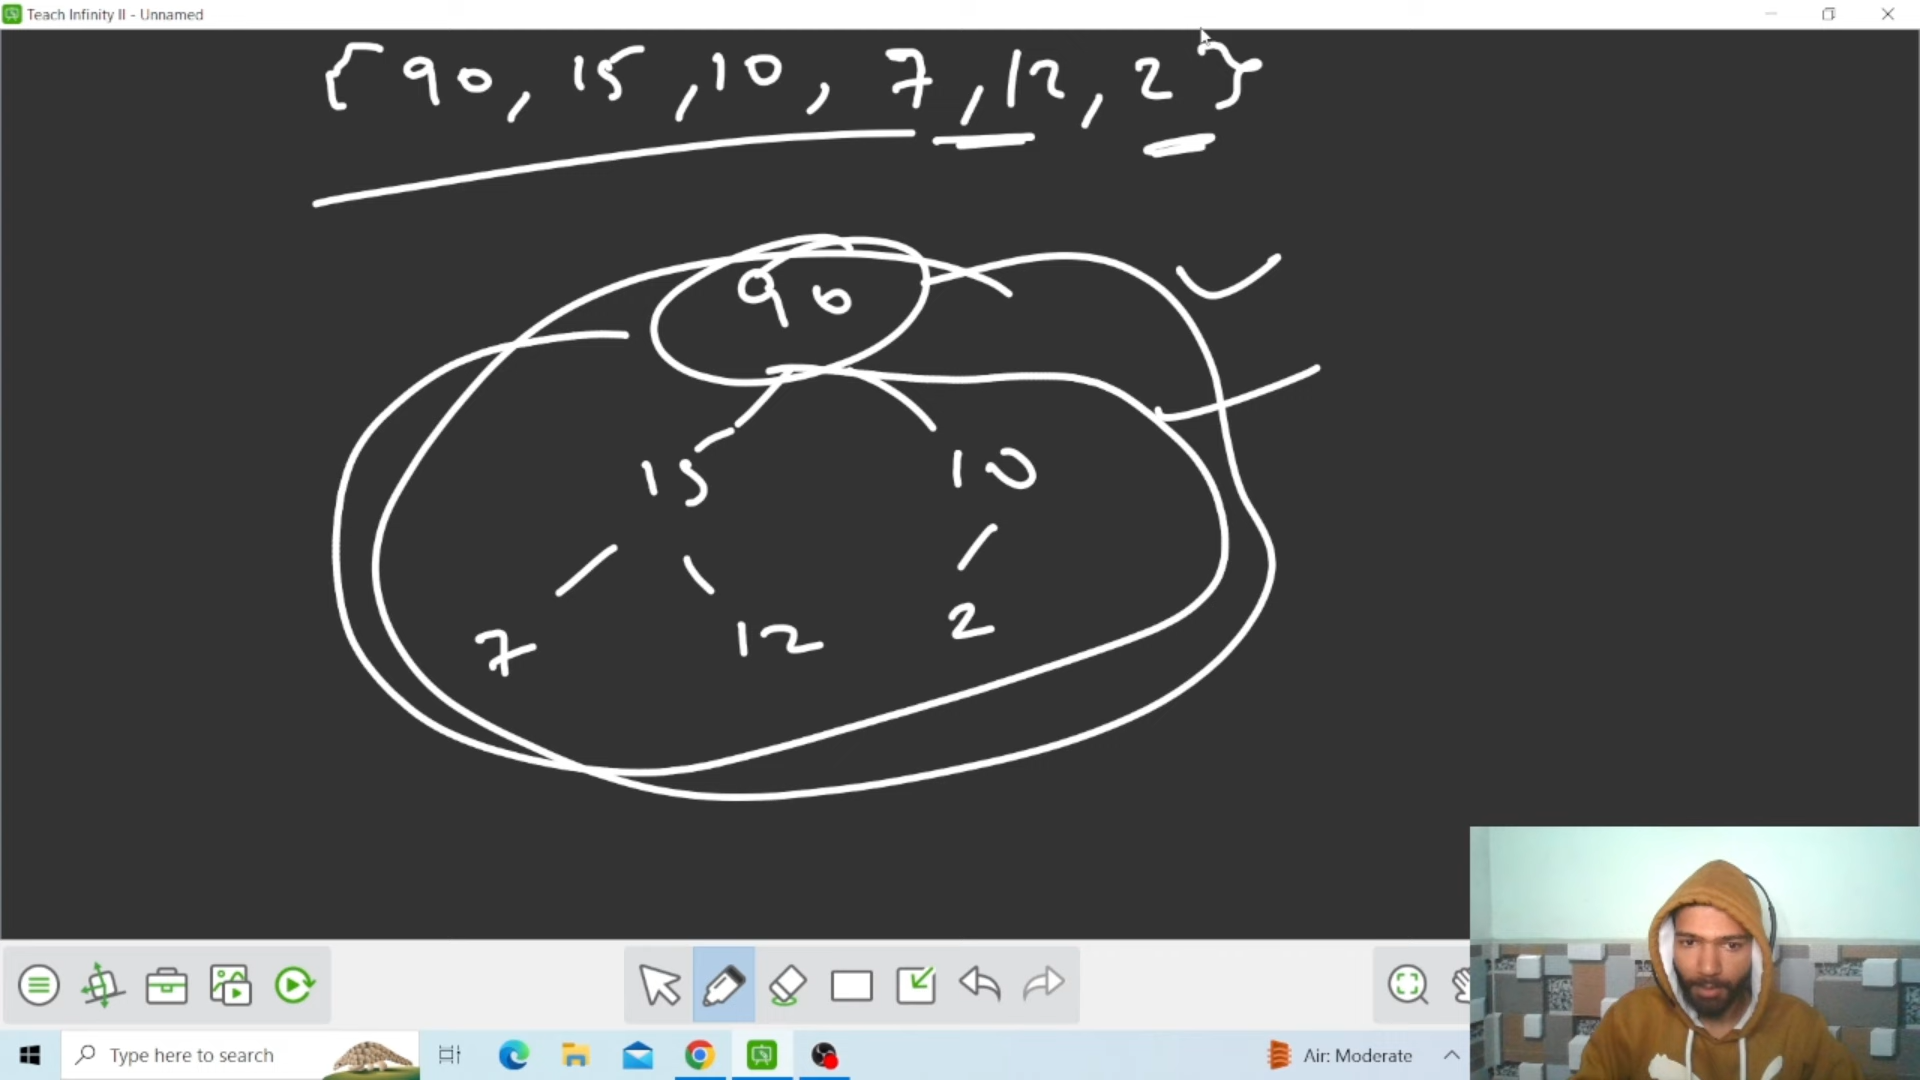 Teach Infinity II - Unnamed
{90, 15, 10, 7, 12, 2}
90
15 10
7 12 2
Type here to search
Air: Moderate